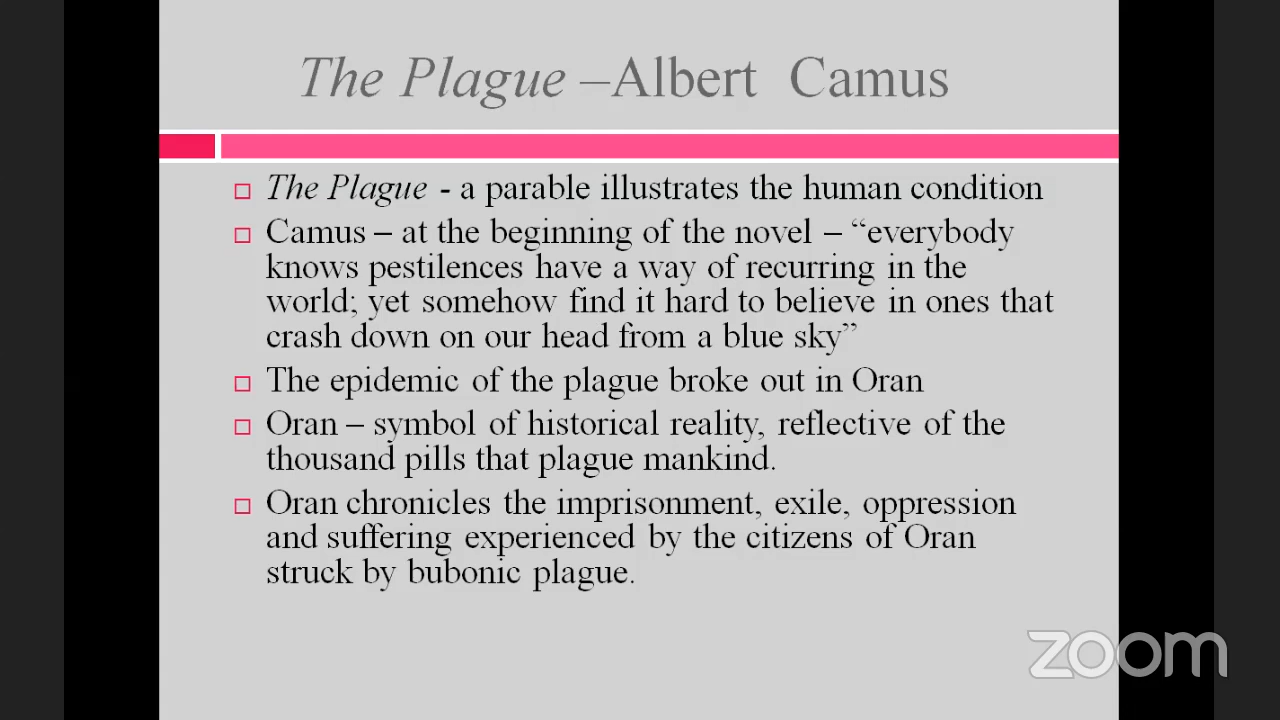 The Plague –Albert Camus
The Plague - a parable illustrates the human condition
Camus – at the beginning of the novel – “everybody
knows pestilences have a way of recurring in the
world; yet somehow find it hard to believe in ones that
crash down on our head from a blue sky”
The epidemic of the plague broke out in Oran
Oran – symbol of historical reality, reflective of the
thousand pills that plague mankind.
Oran chronicles the imprisonment, exile, oppression
and suffering experienced by the citizens of Oran
struck by bubonic plague.
zoom